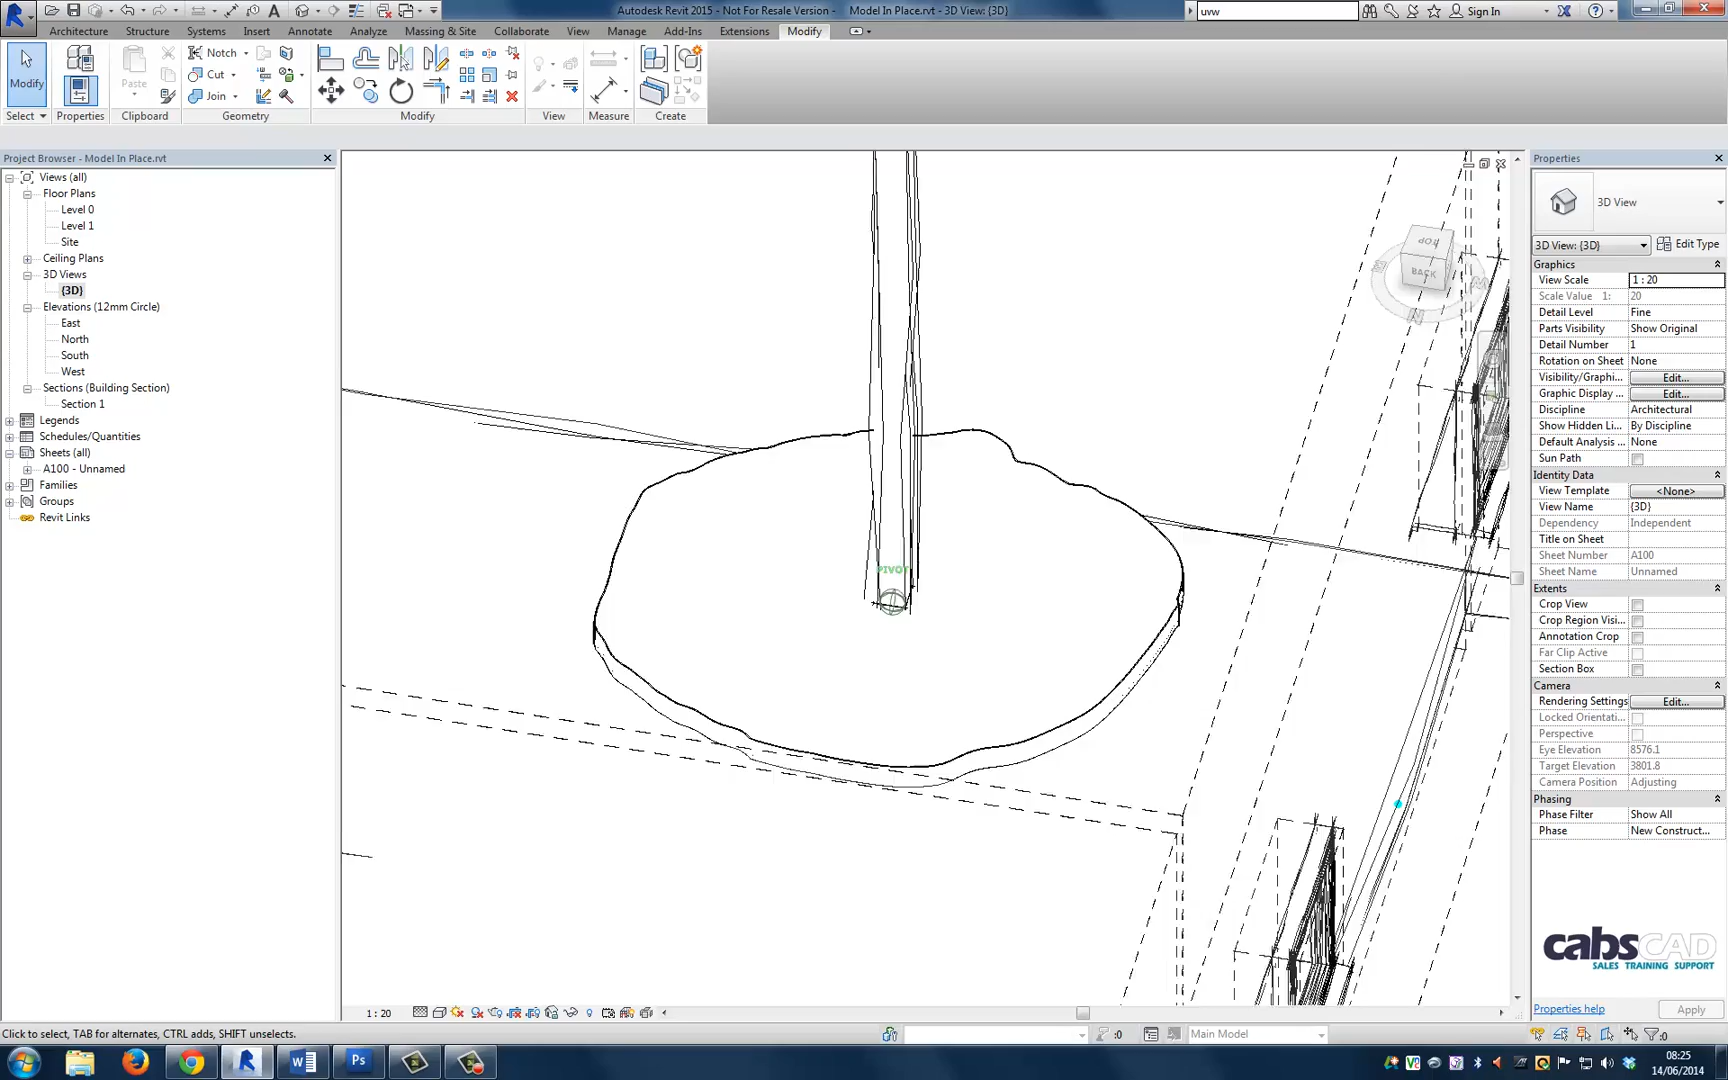 Autodesk Revit 2015 - Not For Resale Version - Model In Place.rvt - 3D View: {3D}
uvw
Sign In
Architecture Structure Systems Insert Annotate Analyze Massing & Site Collaborate View Manage Add-Ins Extensions Modify
Modify
Paste
Notch
Cut
Join
Select Properties Clipboard Geometry Modify View Measure Create
Project Browser - Model In Place.rvt
Views (all)
Floor Plans
Level 0
Level 1
Site
Ceiling Plans
3D Views
{3D}
Elevations (12mm Circle)
East
North
South
West
Sections (Building Section)
Section 1
Legends
Schedules/Quantities
Sheets (all)
A100 - Unnamed
Families
Groups
Revit Links
PIVOT
TOP
BACK
N
Properties
3D View
3D View: {3D}
Edit Type
Graphics
View Scale 1 : 20
Scale Value 1: 20
Detail Level Fine
Parts Visibility Show Original
Detail Number 1
Rotation on Sheet None
Visibility/Graphi... Edit...
Graphic Display ... Edit...
Discipline Architectural
Show Hidden Li... By Discipline
Default Analysis ... None
Sun Path
Identity Data
View Template <None>
View Name {3D}
Dependency Independent
Title on Sheet
Sheet Number A100
Sheet Name Unnamed
Extents
Crop View
Crop Region Visi...
Annotation Crop
Far Clip Active
Section Box
Camera
Rendering Settings Edit...
Locked Orientati...
Perspective
Eye Elevation 8576.1
Target Elevation 3801.8
Camera Position Adjusting
Phasing
Phase Filter Show All
Phase New Construct...
cabsCAD
SALES TRAINING SUPPORT
Properties help
Apply
1 : 20
Click to select, TAB for alternates, CTRL adds, SHIFT unselects.
:0
Main Model
:0
Ps
08:25
14/06/2014